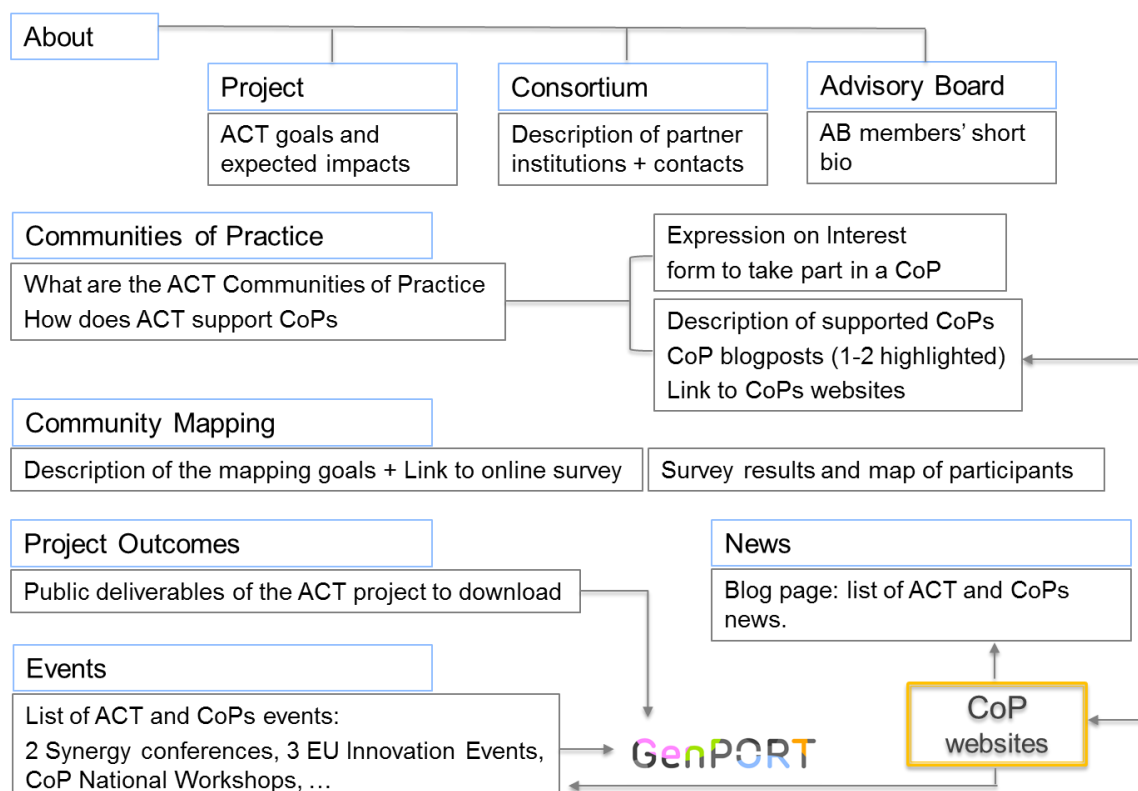 About
Project
Consortium
Advisory Board
ACT goals and
expected impacts
Description of partner
institutions + contacts
AB members’ short
bio
Communities of Practice
What are the ACT Communities of Practice
How does ACT support CoPs
Expression on Interest
form to take part in a CoP
Description of supported CoPs
CoP blogposts (1-2 highlighted)
Link to CoPs websites
Community Mapping
Description of the mapping goals + Link to online survey
Survey results and map of participants
Project Outcomes
Public deliverables of the ACT project to download
News
Blog page: list of ACT and CoPs
news.
Events
List of ACT and CoPs events:
2 Synergy conferences, 3 EU Innovation Events,
CoP National Workshops, …
GenPORT
CoP
websites